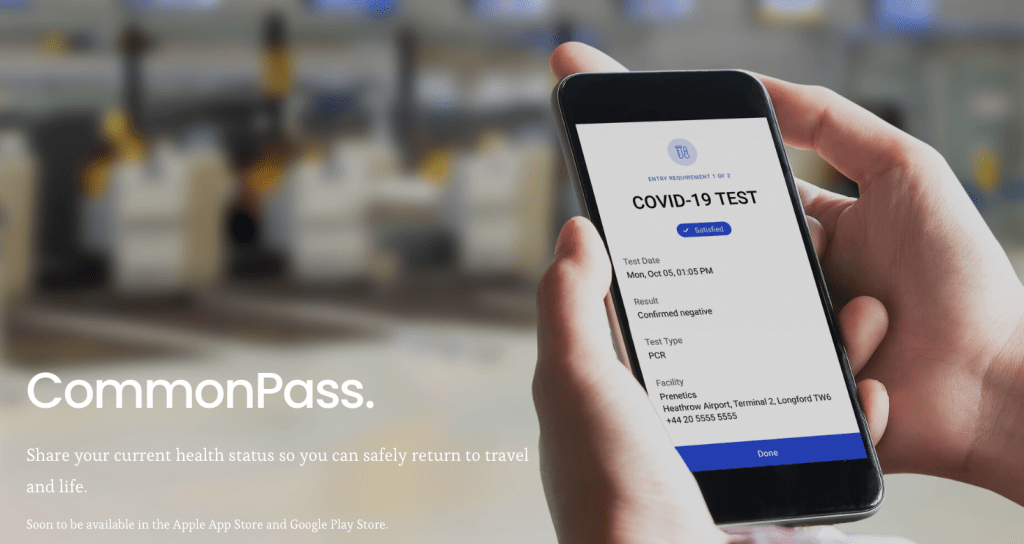 ENTRY REQUIREMENT 1 OF 2
COVID-19 TEST
Satisfied
Test Date
Mon, Oct 05, 01:05 PM
Result
Confirmed negative
Test Type
PCR
Facility
Prenetics
Heathrow Airport, Terminal 2, Longford TW6
+44 20 5555 5555
Done
CommonPass.
Share your current health status so you can safely return to travel
and life.
Soon to be available in the Apple App Store and Google Play Store.